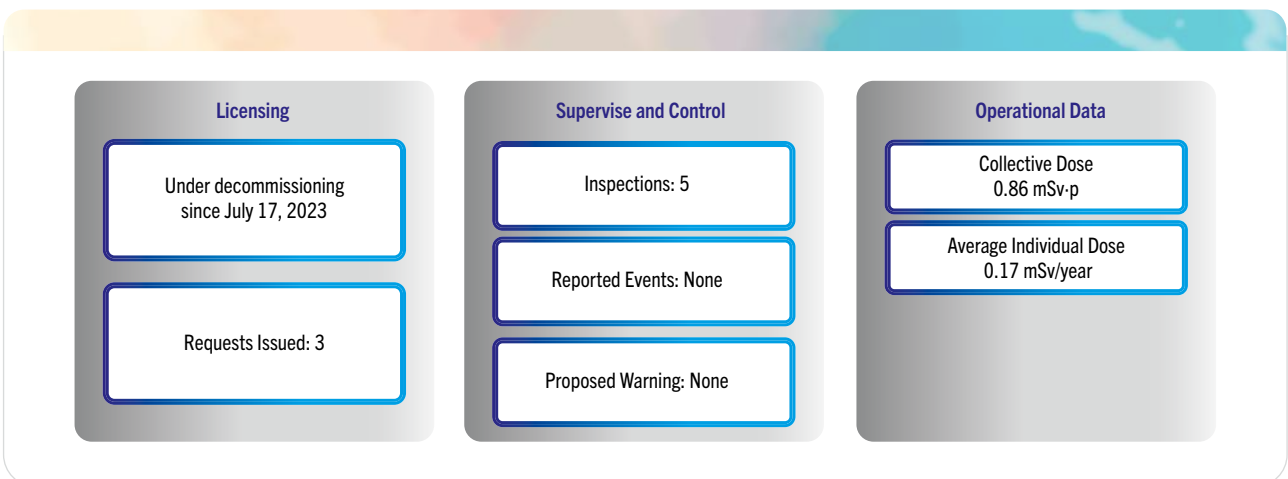 Licensing
Under decommissioning
since July 17, 2023
Requests Issued: 3
Supervise and Control
Inspections: 5
Reported Events: None
Proposed Warning: None
Operational Data
Collective Dose
0.86 mSv·p
Average Individual Dose
0.17 mSv/year